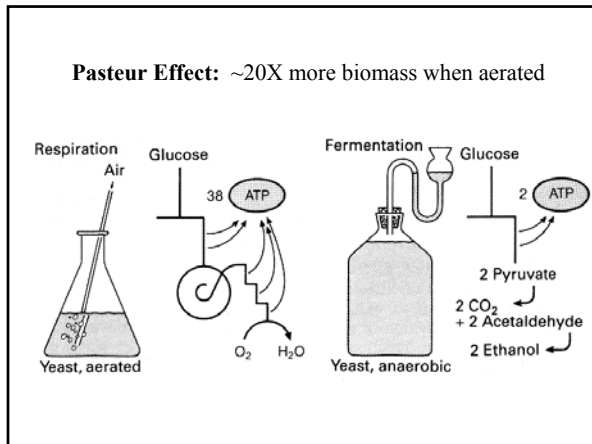 Pasteur Effect: ~20X more biomass when aerated
Respiration
Air
Yeast, aerated
Glucose
38 ATP
O₂ H₂O
Fermentation
Yeast, anaerobic
Glucose
2 ATP
2 Pyruvate
2 CO₂
+ 2 Acetaldehyde
2 Ethanol